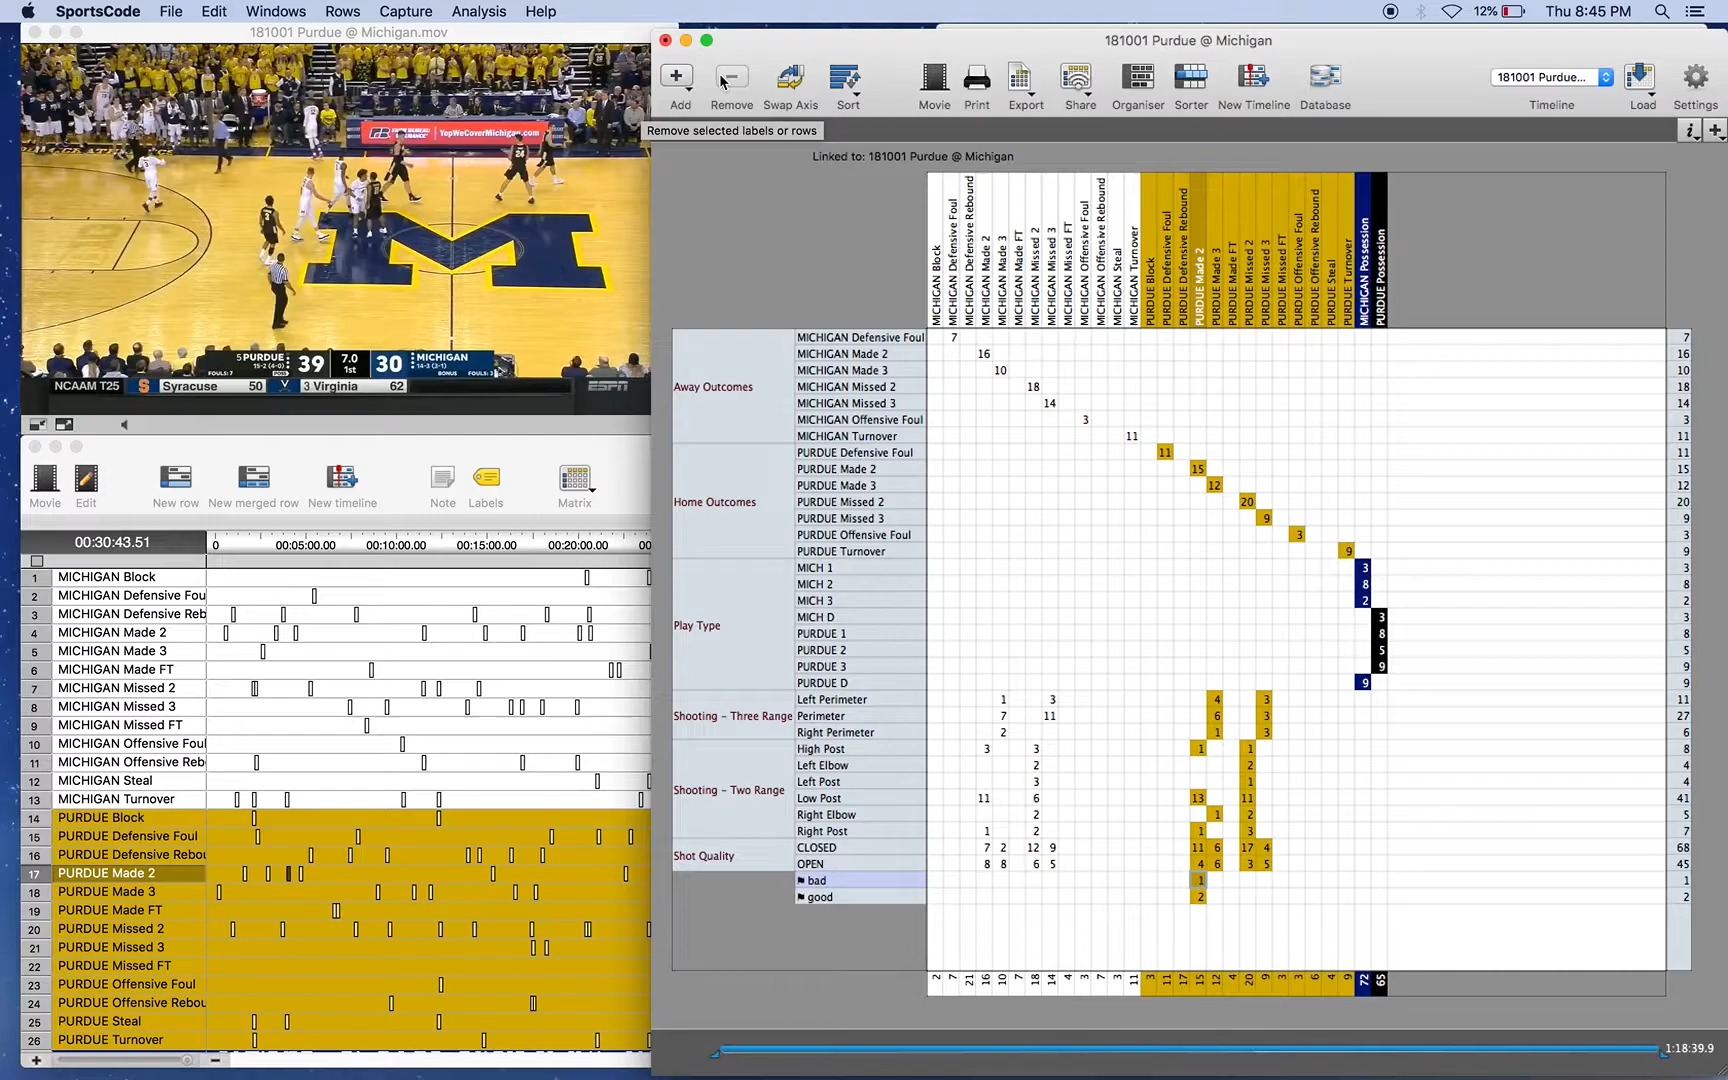 SportsCode File Edit Windows Rows Capture Analysis Help 12% Thu 8:45 PM
181001 Purdue @ Michigan.mov
YepWeCoverMichigan.com
24
3
5 PURDUE 39 7.0 30 MICHIGAN
15-2 (4-0) 1st 14-3 (3-1)
FOULS: 7 POSS BONUS FOULS: 3
NCAAM T25 S Syracuse 50 3 Virginia 62 ESPN
Movie Edit New row New merged row New timeline Note Labels Matrix
00:30:43.51 0 00:05:00.00 00:10:00.00 00:15:00.00 00:20:00.00 00
1 MICHIGAN Block
2 MICHIGAN Defensive Fou
3 MICHIGAN Defensive Reb
4 MICHIGAN Made 2
5 MICHIGAN Made 3
6 MICHIGAN Made FT
7 MICHIGAN Missed 2
8 MICHIGAN Missed 3
9 MICHIGAN Missed FT
10 MICHIGAN Offensive Foul
11 MICHIGAN Offensive Reb
12 MICHIGAN Steal
13 MICHIGAN Turnover
14 PURDUE Block
15 PURDUE Defensive Foul
16 PURDUE Defensive Rebou
17 PURDUE Made 2
18 PURDUE Made 3
19 PURDUE Made FT
20 PURDUE Missed 2
21 PURDUE Missed 3
22 PURDUE Missed FT
23 PURDUE Offensive Foul
24 PURDUE Offensive Rebou
25 PURDUE Steal
26 PURDUE Turnover
181001 Purdue @ Michigan
181001 Purdue...
Add Remove Swap Axis Sort Movie Print Export Share Organiser Sorter New Timeline Database Timeline Load Settings
Remove selected labels or rows
Linked to: 181001 Purdue @ Michigan
MICHIGAN Block
MICHIGAN Defensive Foul
MICHIGAN Defensive Rebound
MICHIGAN Made 2
MICHIGAN Made 3
MICHIGAN Made FT
MICHIGAN Missed 2
MICHIGAN Missed 3
MICHIGAN Missed FT
MICHIGAN Offensive Foul
MICHIGAN Offensive Rebound
MICHIGAN Steal
MICHIGAN Turnover
PURDUE Block
PURDUE Defensive Foul
PURDUE Defensive Rebound
PURDUE Made 2
PURDUE Made 3
PURDUE Made FT
PURDUE Missed 2
PURDUE Missed 3
PURDUE Missed FT
PURDUE Offensive Foul
PURDUE Offensive Rebound
PURDUE Steal
PURDUE Turnover
MICHIGAN Possession
PURDUE Possession
MICHIGAN Defensive Foul 7 7
MICHIGAN Made 2 16 16
MICHIGAN Made 3 10 10
Away Outcomes MICHIGAN Missed 2 18 18
MICHIGAN Missed 3 14 14
MICHIGAN Offensive Foul 3 3
MICHIGAN Turnover 11 11
PURDUE Defensive Foul 11 11
PURDUE Made 2 15 15
PURDUE Made 3 12 12
Home Outcomes PURDUE Missed 2 20 20
PURDUE Missed 3 9 9
PURDUE Offensive Foul 3 3
PURDUE Turnover 9 9
MICH 1 3 3
MICH 2 8 8
MICH 3 2 2
Play Type MICH D 3 3
PURDUE 1 8 8
PURDUE 2 5 5
PURDUE 3 9 9
PURDUE D 9 9
Left Perimeter 1 3 4 3 11
Shooting - Three Range Perimeter 7 11 6 3 27
Right Perimeter 2 1 3 6
High Post 3 3 1 1 8
Left Elbow 2 2 4
Left Post 3 1 4
Shooting - Two Range Low Post 11 6 13 11 41
Right Elbow 2 1 2 5
Right Post 1 2 1 3 7
Shot Quality CLOSED 7 2 12 9 11 6 17 4 68
OPEN 8 8 6 5 4 6 3 5 45
bad 1 1
good 2 2
2 7 21 16 10 7 18 14 4 3 7 3 11 3 11 17 15 12 4 20 9 3 3 6 4 9 72 65
1:18:39.9